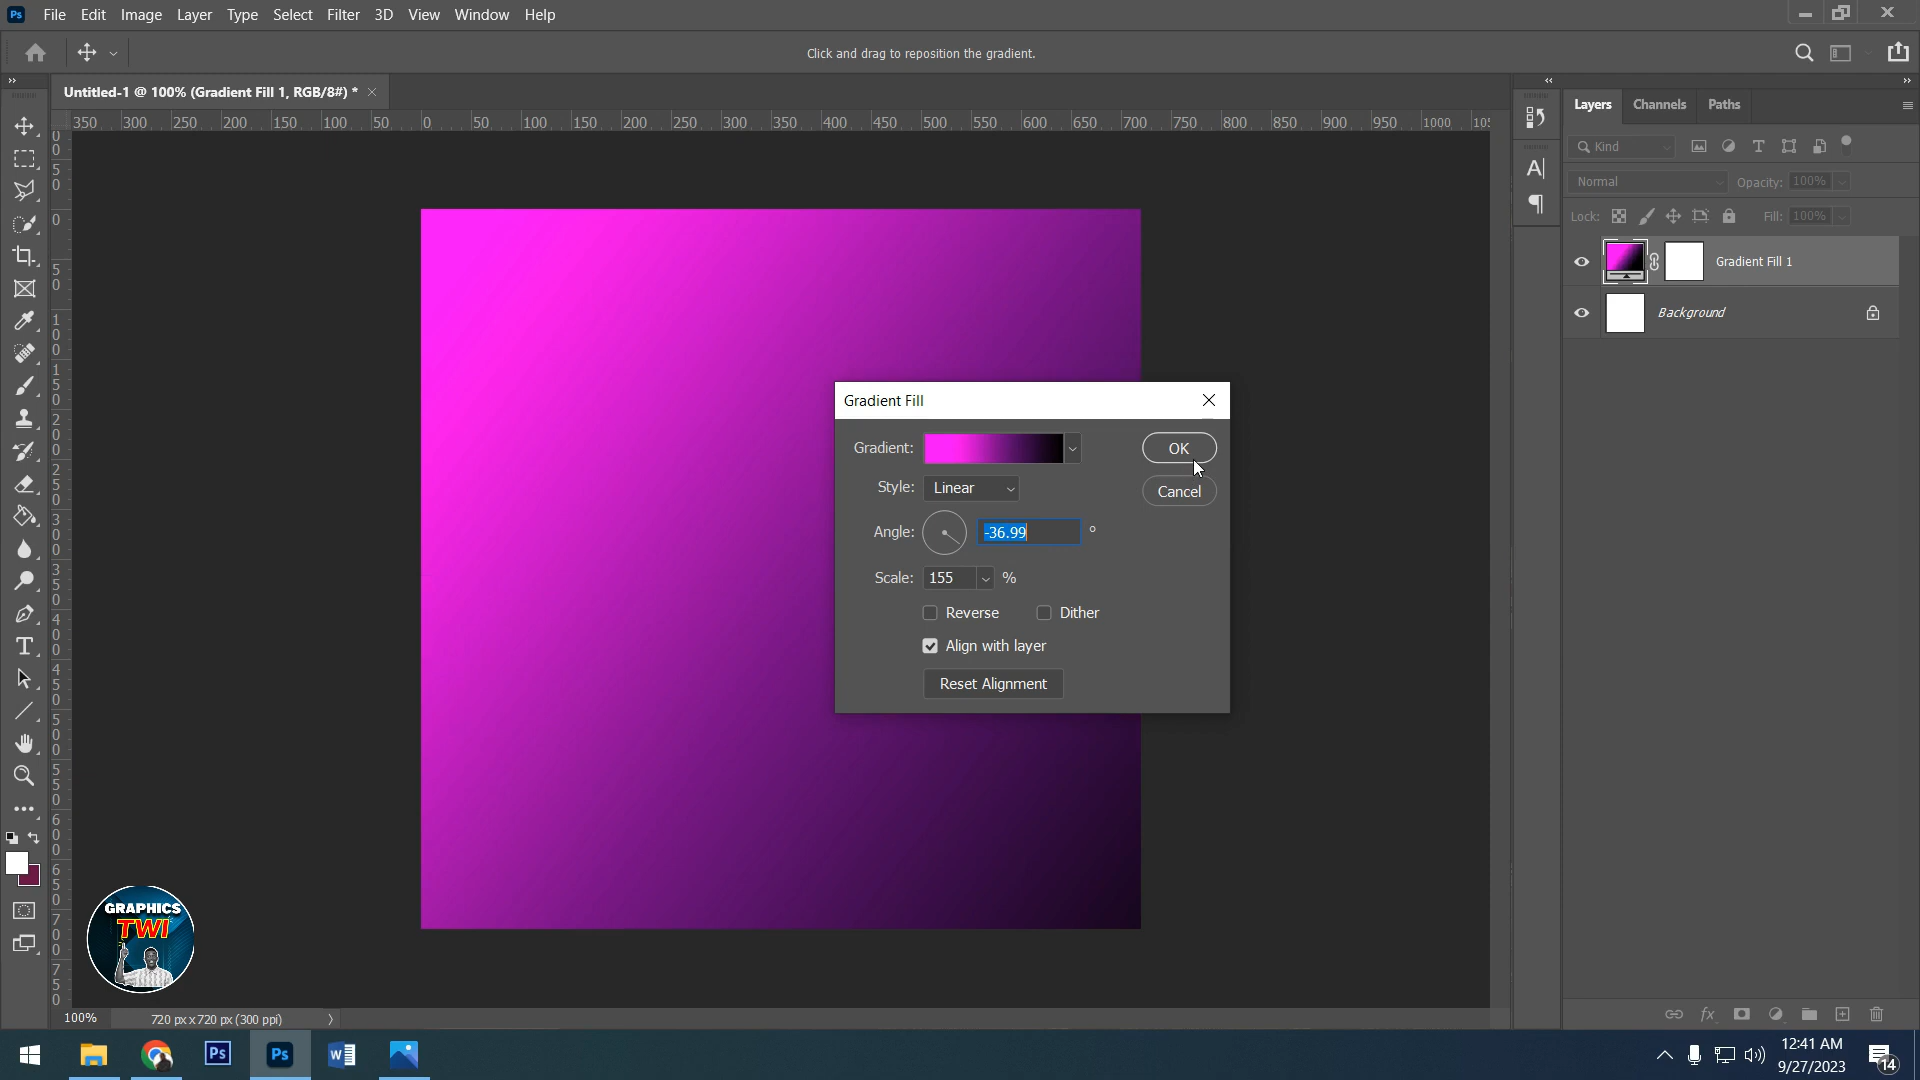 Ps File Edit Image Layer Type Select Filter 3D View Window Help
Click and drag to reposition the gradient.
Untitled-1 @ 100% (Gradient Fill 1, RGB/8#) *
350 300 250 200 150 100 50 0 50 100 150 200 250 300 350 400 450 500 550 600 650 700 750 800 850 900 950 1000
Layers Channels Paths
Kind
Normal Opacity: 100%
Lock: Fill: 100%
Gradient Fill 1
Background
Gradient Fill
Gradient: OK
Style: Linear Cancel
Angle: -36.99 °
Scale: 155 %
Reverse Dither
Align with layer
Reset Alignment
GRAPHICS
TWI
100% 720 px x 720 px (300 ppi)
Ps Ps
12:41 AM
9/27/2023
14